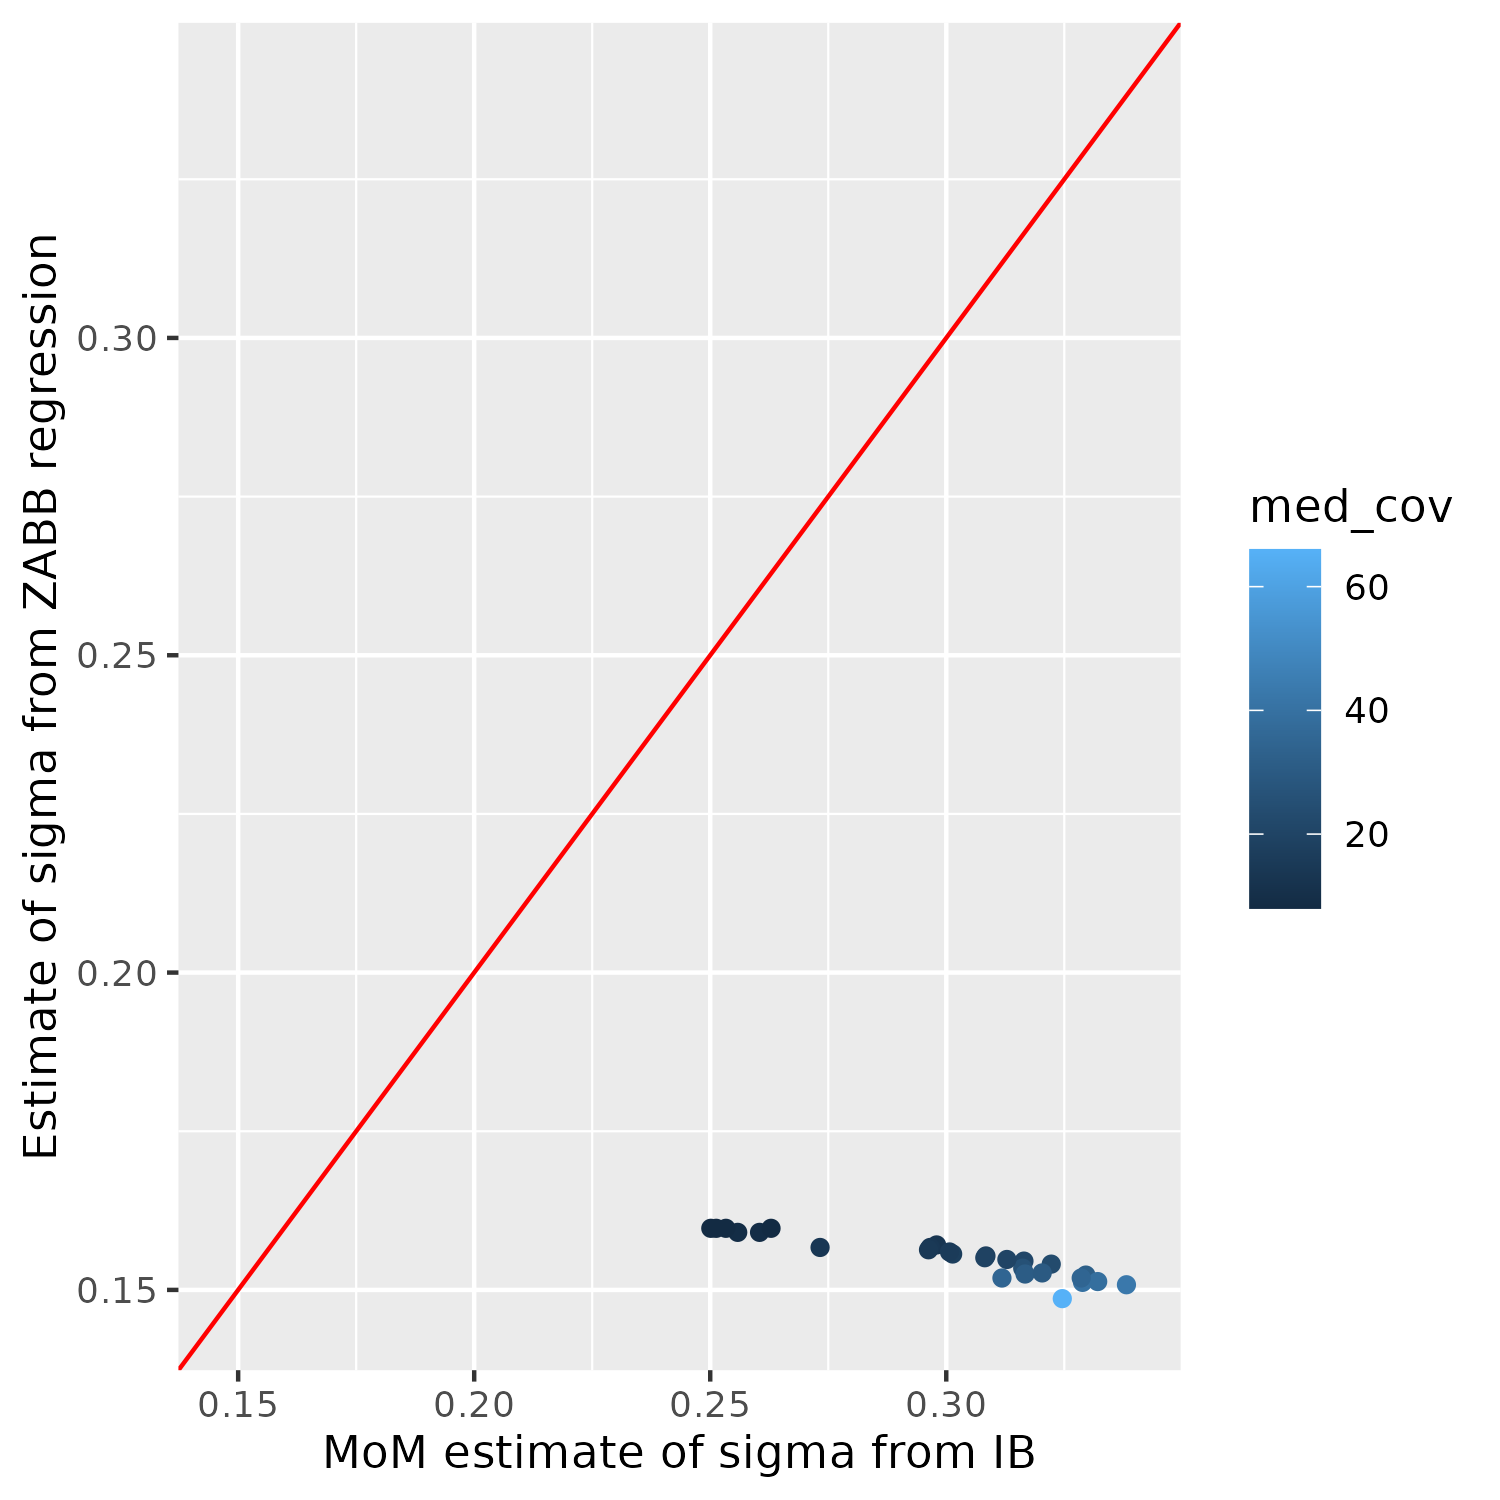 Estimate of sigma from ZABB regression
0.30
0.25
0.20
0.15
0.15 0.20 0.25 0.30
MoM estimate of sigma from IB
med_cov
60
40
20